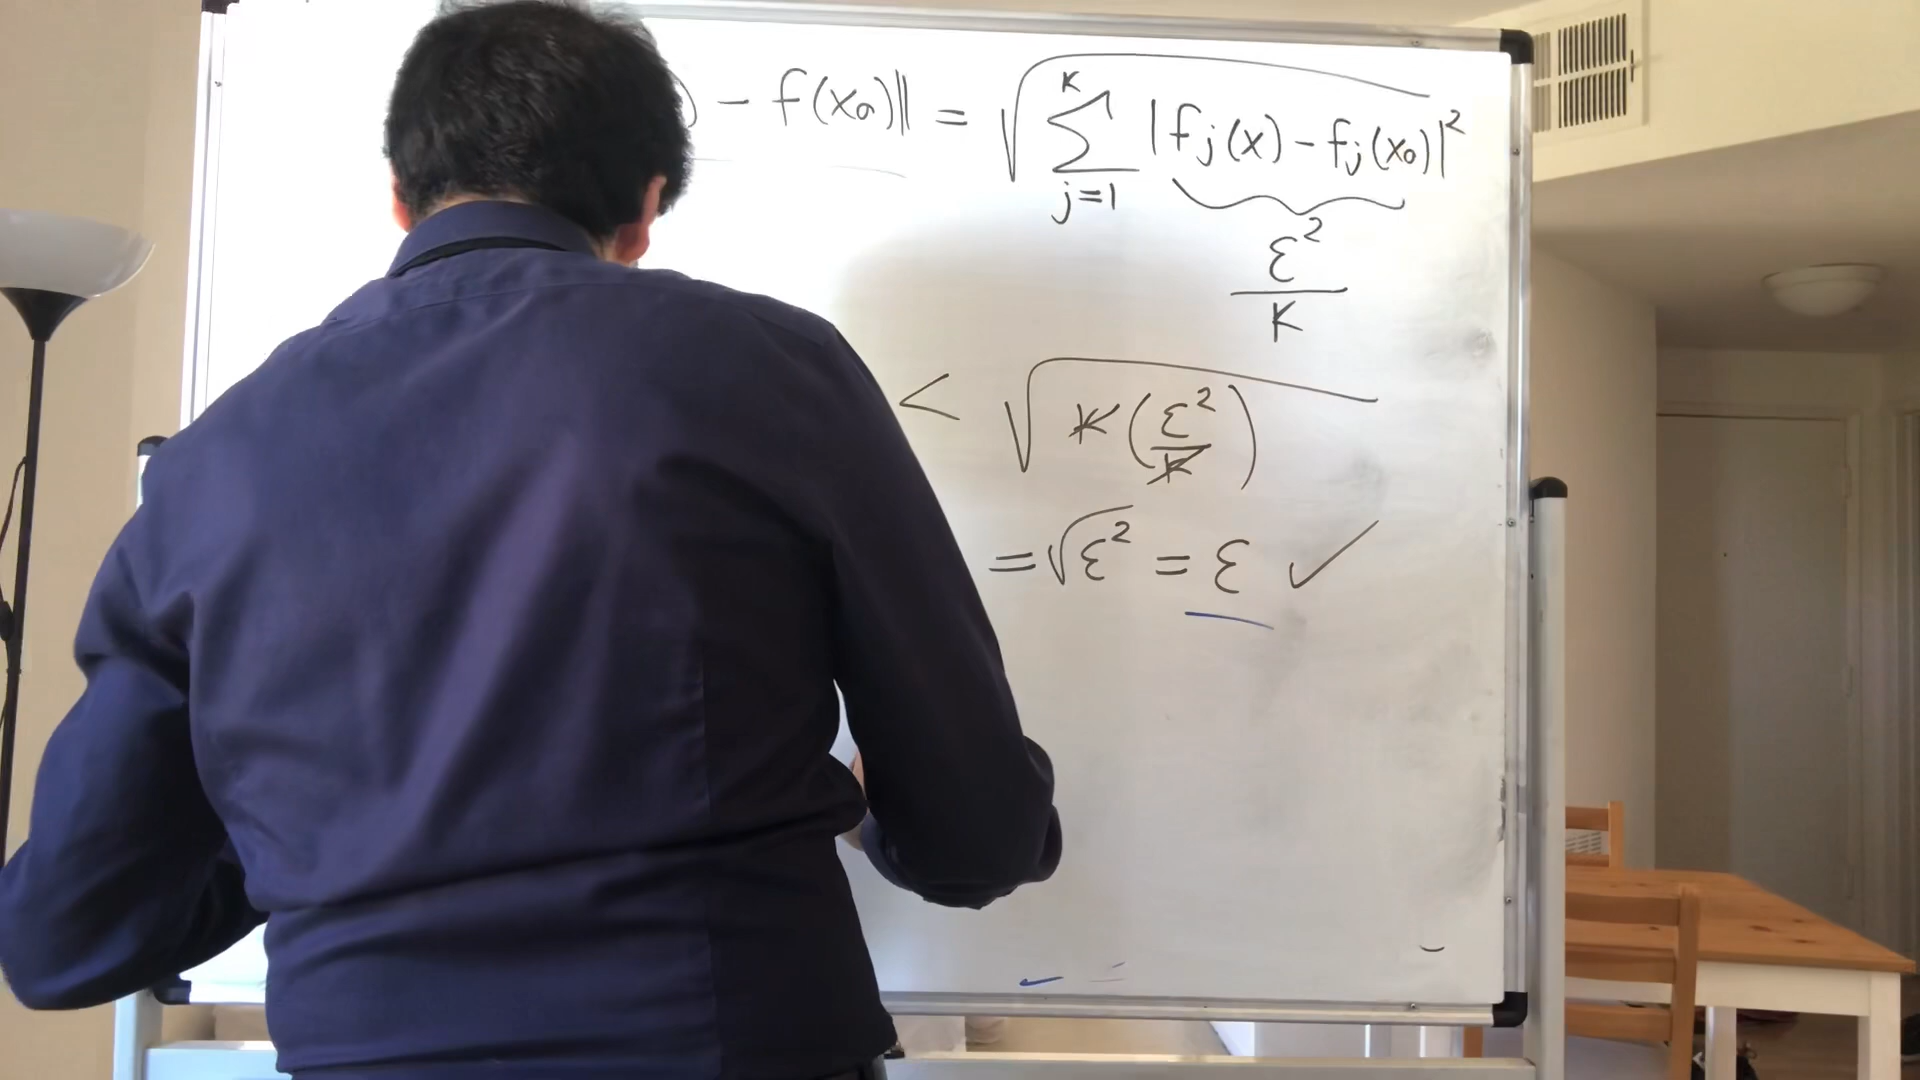 ) - f(x₀)‖ = √(∑_{j=1}^{K} |f_j(x) - f_j(x₀)|²
ε²/K
< √(K(ε²/K))
= √ε² = ε ✓